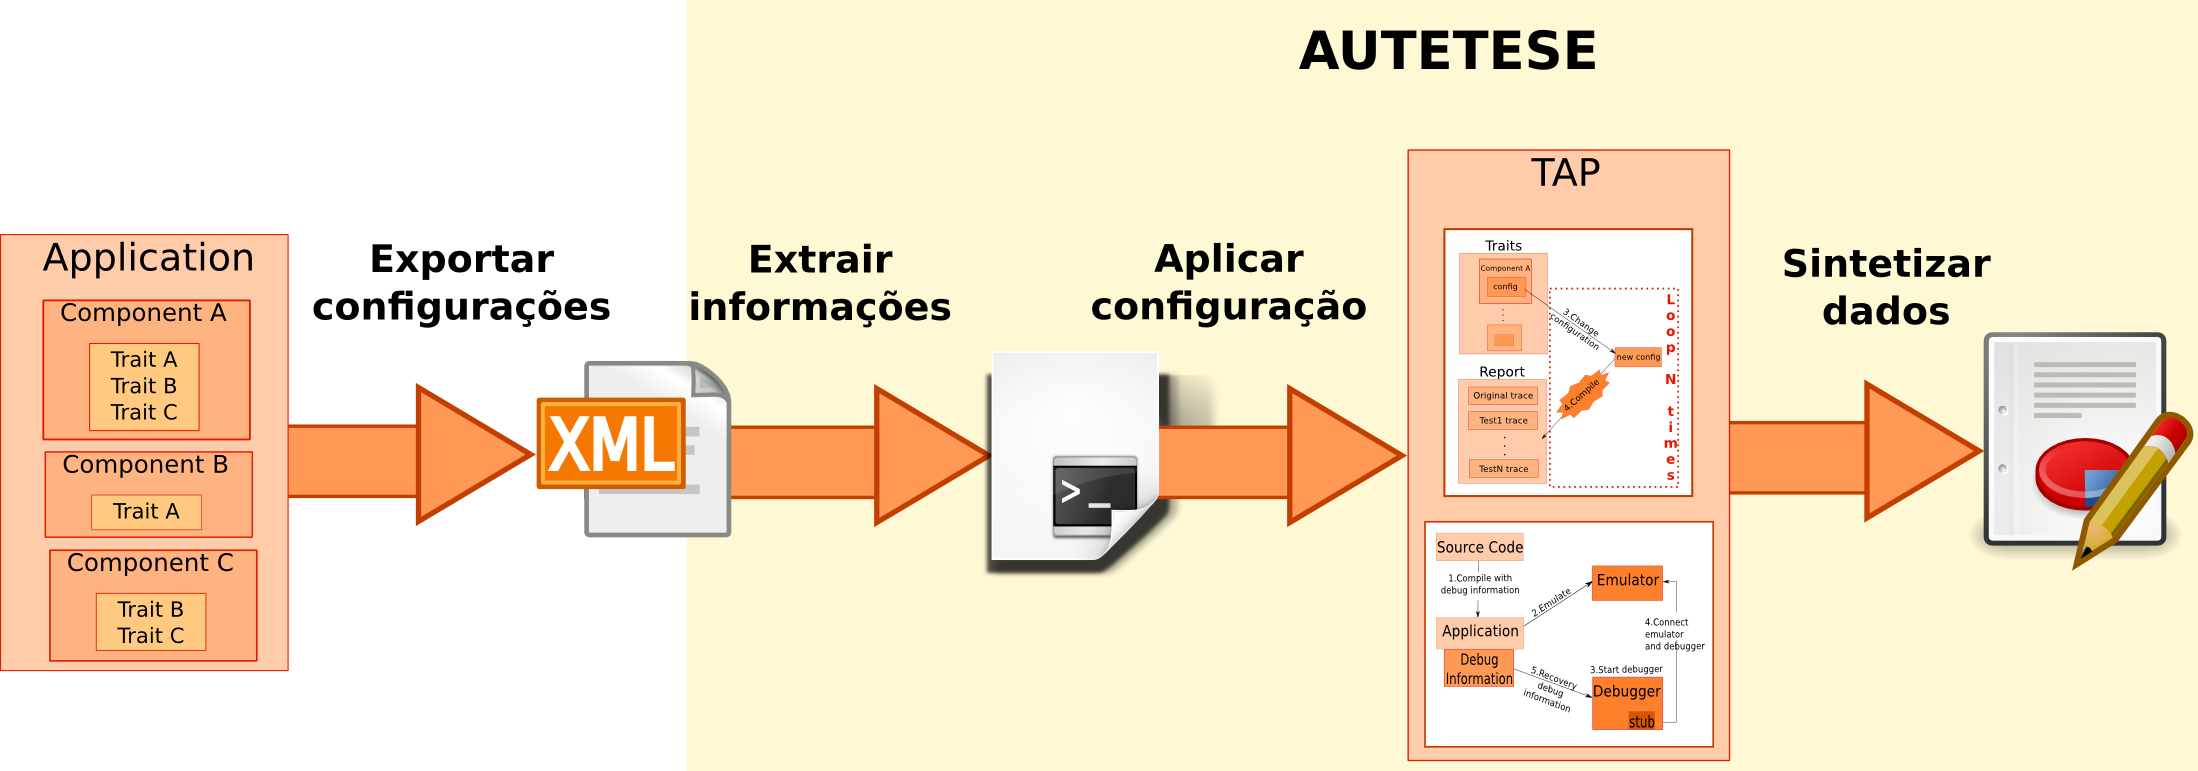 AUTETESE
Application
Component A
Trait A
Trait B
Trait C
Component B
Trait A
Component C
Trait B
Trait C
Exportar
configurações
XML
Extrair
informações
>_
Aplicar
configuração
TAP
Traits
Component A
config
3.Change
configuration
new config
4.Compile
Loop N times
Report
Original trace
Test1 trace
TestN trace
Source Code
1.Compile with
debug information
Application
Debug
Information
2.Emulate
Emulator
4.Connect
emulator
and debugger
5.Recovery
debug
information
3.Start debugger
Debugger
stub
Sintetizar
dados